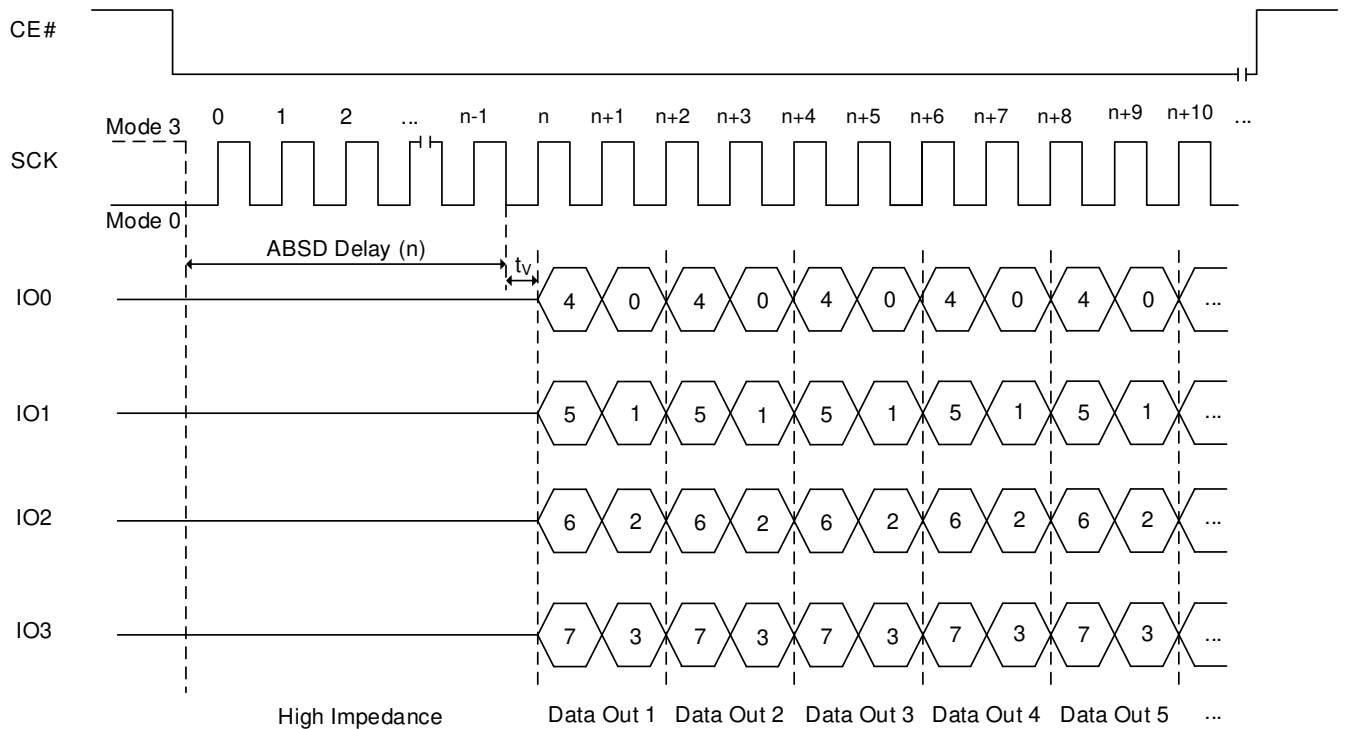 CE#
0 1 2 ... n-1 n n+1 n+2 n+3 n+4 n+5 n+6 n+7 n+8 n+9 n+10 ...
Mode 3
SCK
Mode 0
ABSD Delay (n)
tV
IO0 4 0 4 0 4 0 4 0 4 0 ...
IO1 5 1 5 1 5 1 5 1 5 1 ...
IO2 6 2 6 2 6 2 6 2 6 2 ...
IO3 7 3 7 3 7 3 7 3 7 3 ...
High Impedance Data Out 1 Data Out 2 Data Out 3 Data Out 4 Data Out 5 ...